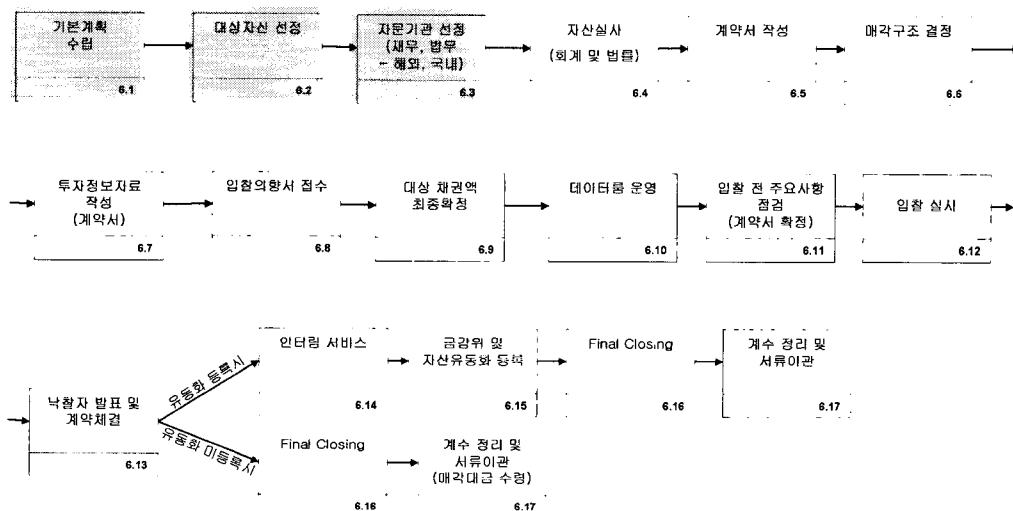 기본계획
수립
6.1
대상자산 선정
6.2
자문기관 선정
(재무, 법무
- 해외, 국내)
6.3
자산실사
(회계 및 법률)
6.4
계약서 작성
6.5
매각구조 결정
6.6
투자정보자료
작성
(계약서)
6.7
입찰의향서 접수
6.8
대상 채권액
최종확정
6.9
데이터룸 운영
6.10
입찰 전 주요사항
점검
(계약서 확정)
6.11
입찰 실사
6.12
낙찰자 발표 및
계약체결
6.13
유동화 등록시
인터링 서비스
6.14
금감위 및
자산유동화 등록
6.15
Final Closing
6.16
계수 정리 및
서류이관
6.17
유동화 미등록시
Final Closing
6.16
계수 정리 및
서류이관
(매각대금 수령)
6.17